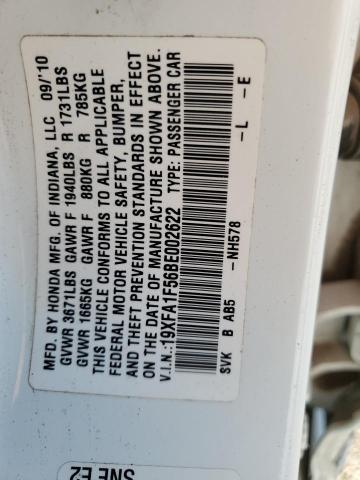 MFD. BY HONDA MFG. OF INDIANA, LLC 09/'10
GVWR 3671LBS GAWR F 1940LBS R 1731LBS
GVWR 1665KG GAWR F 880KG R 785KG
THIS VEHICLE CONFORMS TO ALL APPLICABLE
FEDERAL MOTOR VEHICLE SAFETY, BUMPER,
AND THEFT PREVENTION STANDARDS IN EFFECT
ON THE DATE OF MANUFACTURE SHOWN ABOVE.
V.I.N.:19XFA1F56BE002622 TYPE: PASSENGER CAR
SVK B AB5 -NH578 -L -E
SNE E2